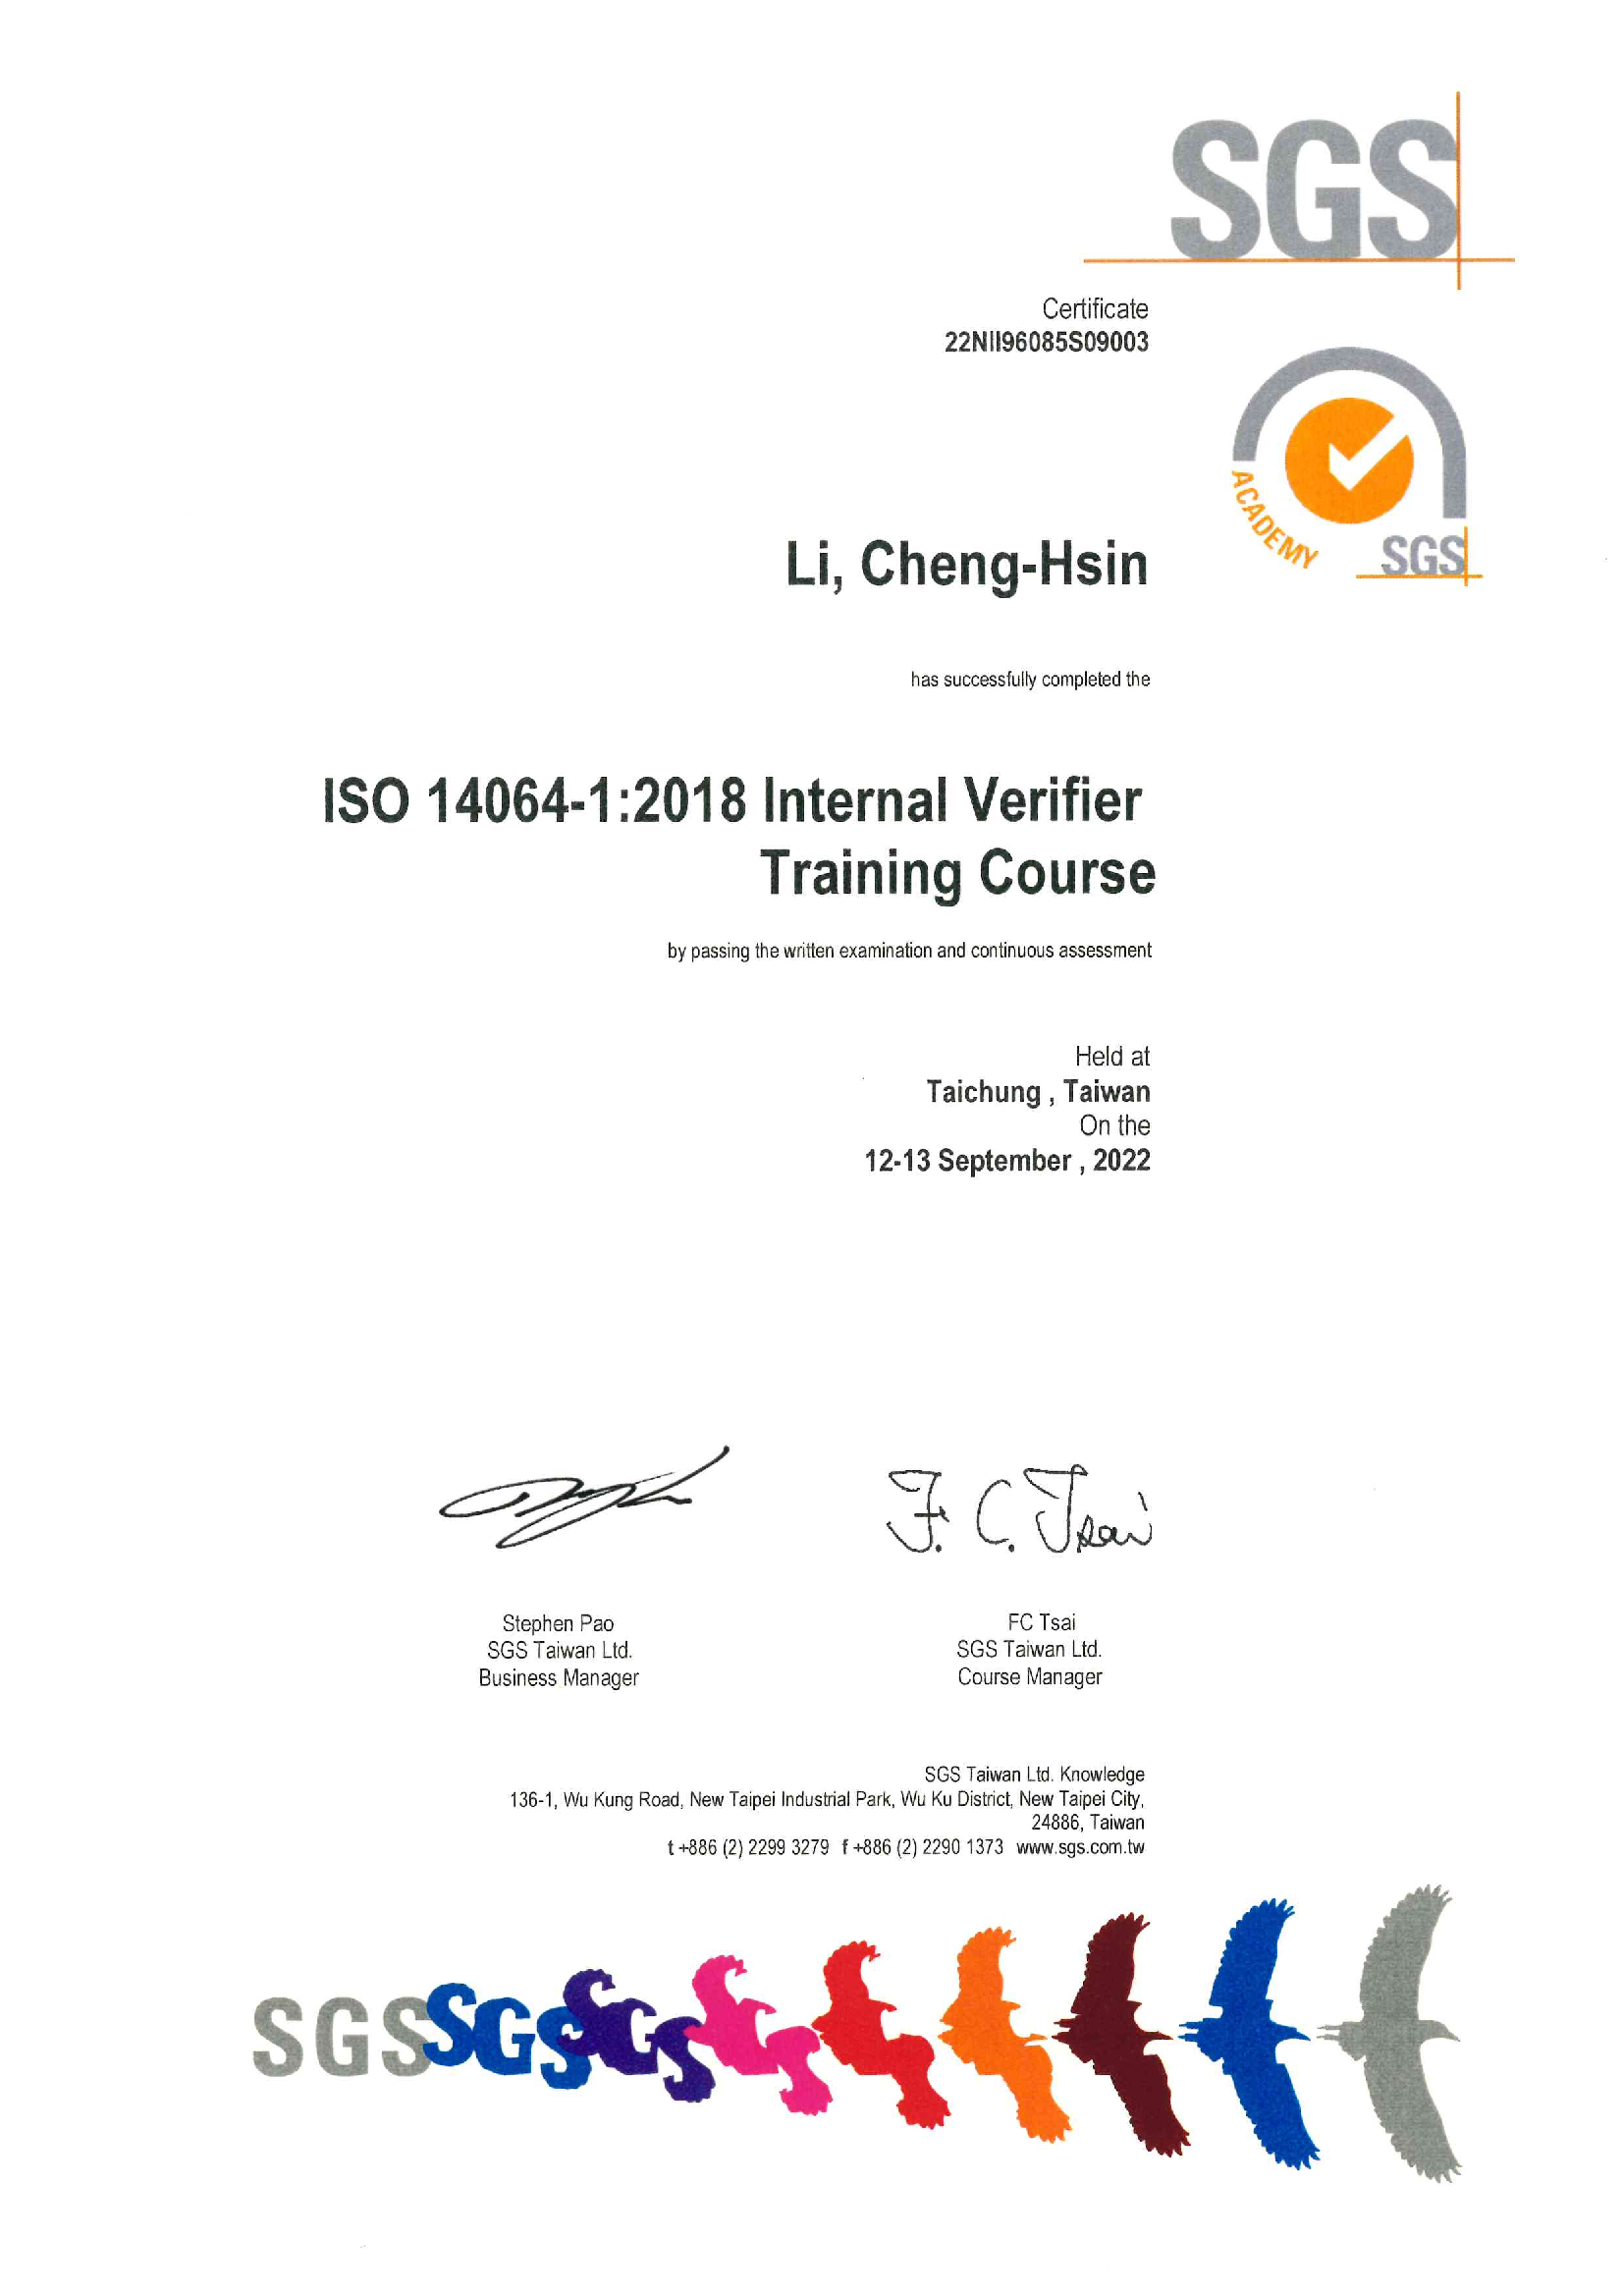 SGS
Certificate
22NII96085S09003
ACADEMY
SGS
Li, Cheng-Hsin
has successfully completed the
ISO 14064-1:2018 Internal Verifier
Training Course
by passing the written examination and continuous assessment
Held at
Taichung , Taiwan
On the
12-13 September , 2022
F. C. Tsai
Stephen Pao
SGS Taiwan Ltd.
Business Manager
FC Tsai
SGS Taiwan Ltd.
Course Manager
SGS Taiwan Ltd. Knowledge
136-1, Wu Kung Road, New Taipei Industrial Park, Wu Ku District, New Taipei City,
24886, Taiwan
t +886 (2) 2299 3279 f +886 (2) 2290 1373 www.sgs.com.tw
SGSSGSSGS